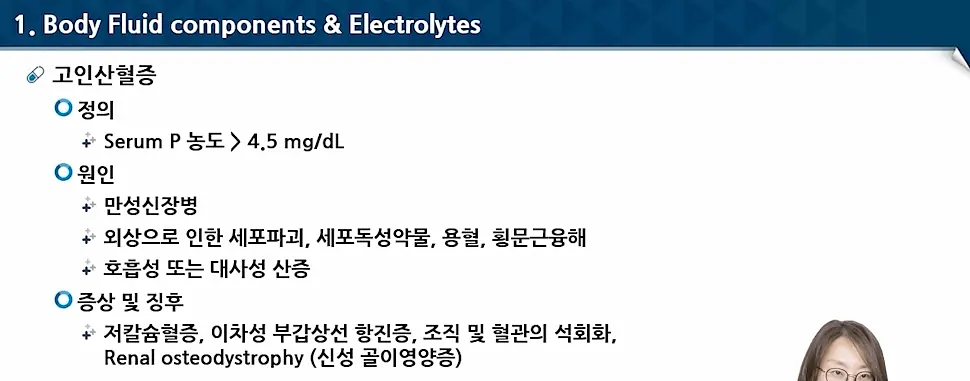 1. Body Fluid components & Electrolytes
고인산혈증
정의
Serum P 농도 > 4.5 mg/dL
원인
만성신장병
외상으로 인한 세포파괴, 세포독성약물, 용혈, 횡문근융해
호흡성 또는 대사성 산증
증상 및 징후
저칼슘혈증, 이차성 부갑상선 항진증, 조직 및 혈관의 석회화,
Renal osteodystrophy (신성 골이영양증)